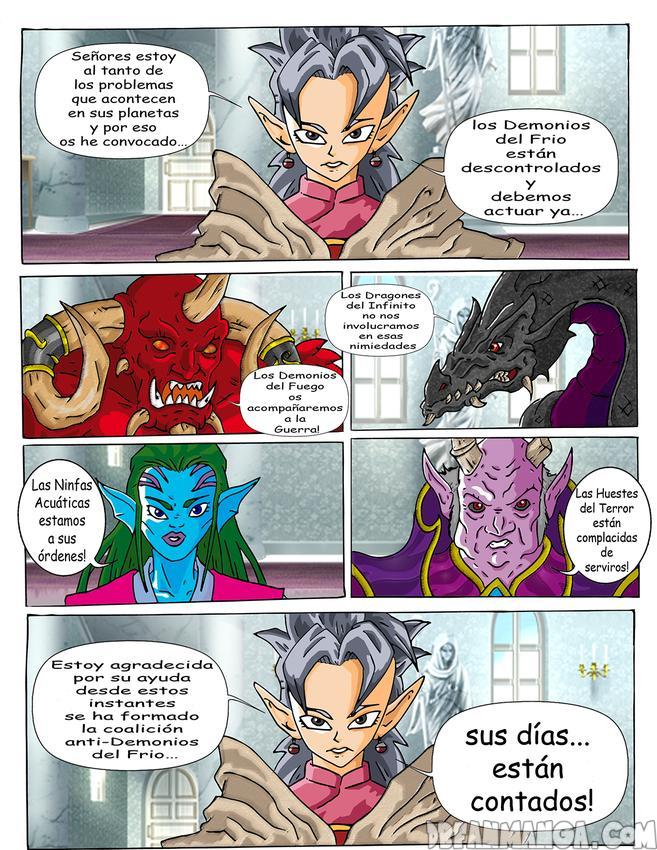 Señores estoy
al tanto de
los problemas
que acontecen
en sus planetas
y por eso
os he convocado...
los Demonios
del Frio
están
descontrolados
y
debemos
actuar ya...
Los Demonios
del Fuego
os
acompañaremos
a la
Guerra!
Los Dragones
del Infinito
no nos
involucramos
en esas
nimiedades
Las Ninfas
Acuáticas
estamos
a sus
órdenes!
Las Huestes
del Terror
están
complacidas
de
serviros!
Estoy agradecida
por su ayuda
desde estos
instantes
se ha formado
la coalición
anti-Demonios
del Frio...
sus días...
están
contados!
DBFANMANGA.COM